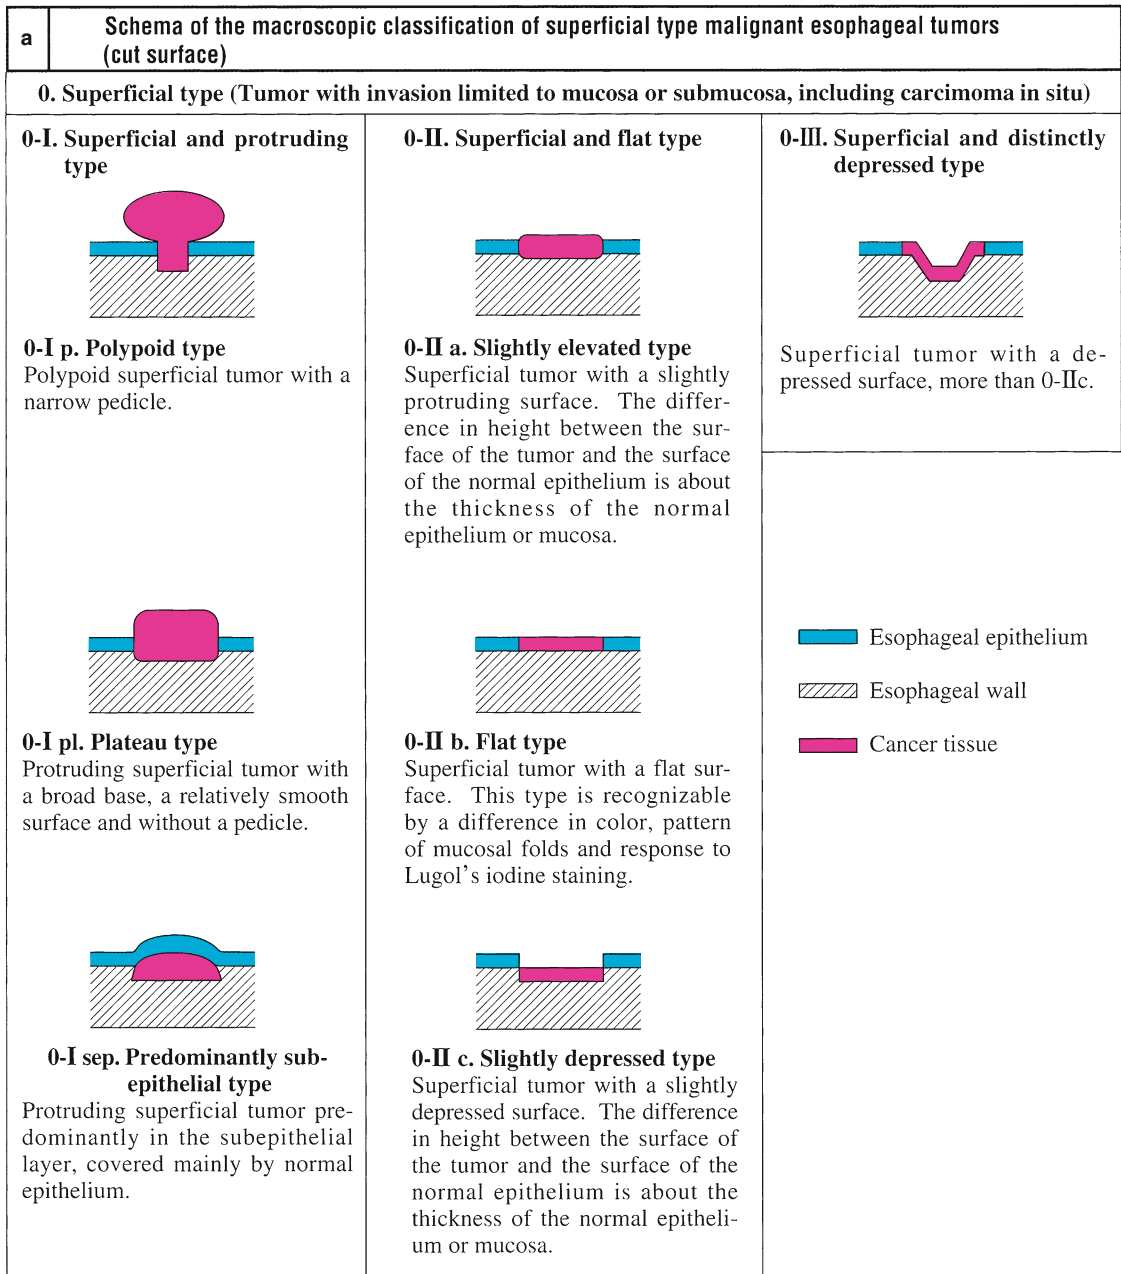 a
Schema of the macroscopic classification of superficial type malignant esophageal tumors
(cut surface)
0. Superficial type (Tumor with invasion limited to mucosa or submucosa, including carcimoma in situ)
0-I. Superficial and protruding
type
0-I p. Polypoid type
Polypoid superficial tumor with a
narrow pedicle.
0-I pl. Plateau type
Protruding superficial tumor with
a broad base, a relatively smooth
surface and without a pedicle.
0-I sep. Predominantly sub-
epithelial type
Protruding superficial tumor pre-
dominantly in the subepithelial
layer, covered mainly by normal
epithelium.
0-II. Superficial and flat type
0-II a. Slightly elevated type
Superficial tumor with a slightly
protruding surface. The differ-
ence in height between the sur-
face of the tumor and the surface
of the normal epithelium is about
the thickness of the normal
epithelium or mucosa.
0-II b. Flat type
Superficial tumor with a flat sur-
face. This type is recognizable
by a difference in color, pattern
of mucosal folds and response to
Lugol's iodine staining.
0-II c. Slightly depressed type
Superficial tumor with a slightly
depressed surface. The difference
in height between the surface of
the tumor and the surface of the
normal epithelium is about the
thickness of the normal epitheli-
um or mucosa.
0-III. Superficial and distinctly
depressed type
Superficial tumor with a de-
pressed surface, more than 0-IIc.
Esophageal epithelium
Esophageal wall
Cancer tissue